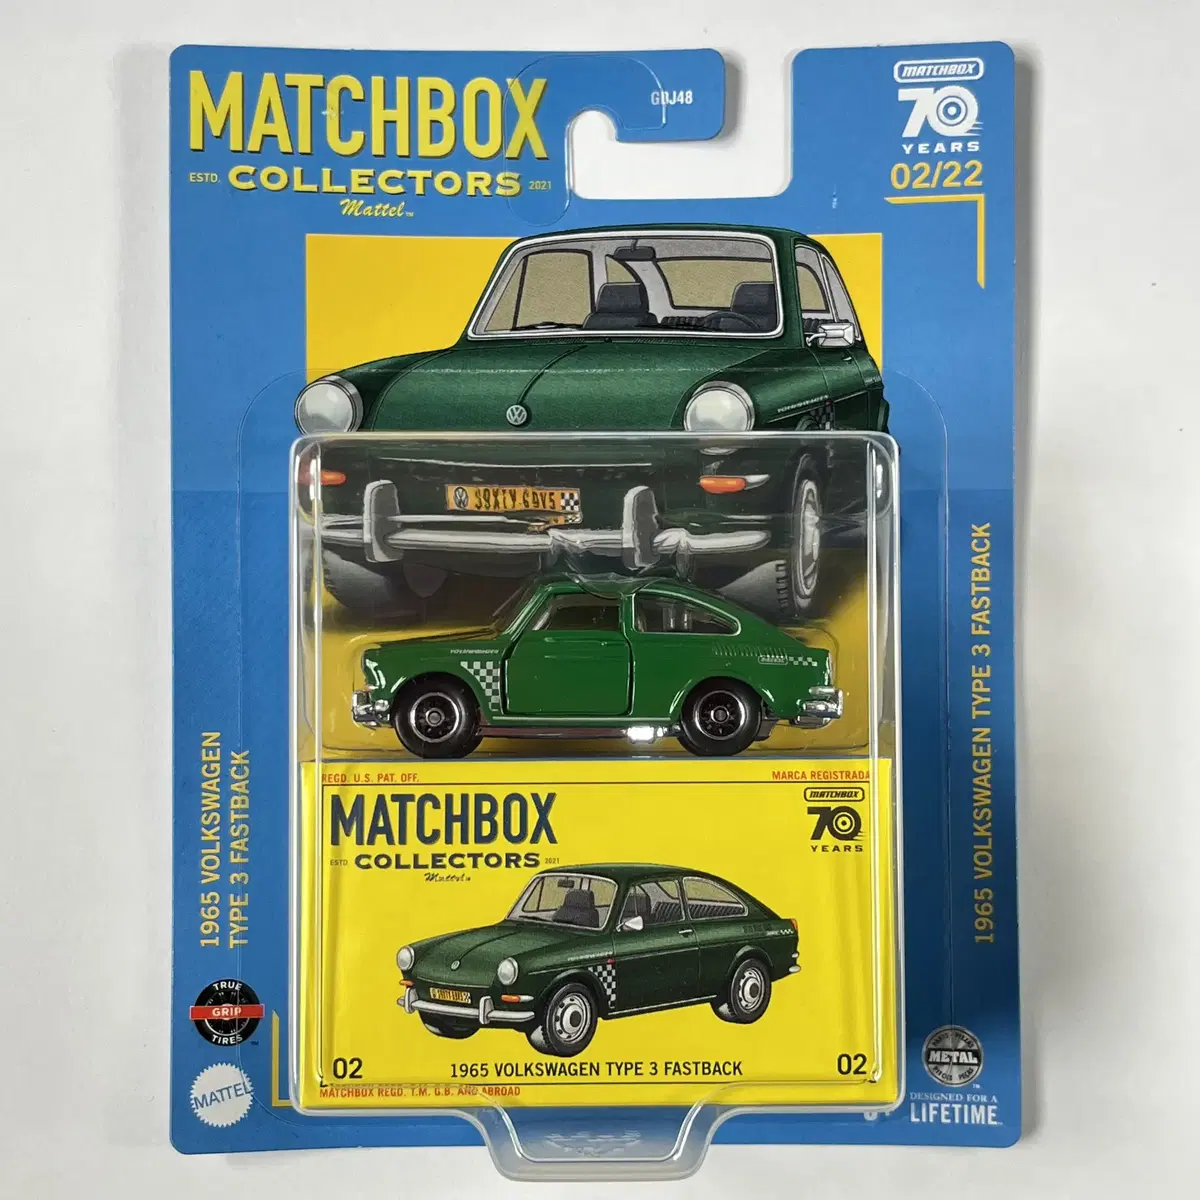 MATCHBOX
ESTD. COLLECTORS 2021
Mattel
MATCHBOX
70
YEARS
02/22
VOLKSWAGEN
1965 VOLKSWAGEN
TYPE 3 FASTBACK
1965 VOLKSWAGEN TYPE 3 FASTBACK
REGD. U.S. PAT. OFF.
MARCA REGISTRADA
MATCHBOX
ESTD. COLLECTORS 2021
Mattel
MATCHBOX
70
YEARS
02
1965 VOLKSWAGEN TYPE 3 FASTBACK
02
MATCHBOX REGD. T.M. G.B. AND ABROAD
TRUE
GRIP
TIRES
MATTEL
METAL
DESIGNED FOR A
LIFETIME